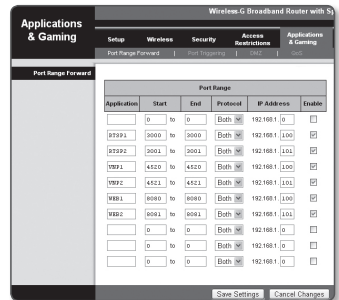 Wireless-G Broadband Router with
Applications & Gaming
Setup Wireless Security Access Restrictions Applications & Gaming
Port Range Forward | Port Triggering | DMZ | QoS
Port Range Forward
Port Range
Application Start End Protocol IP Address Enable
0 to 0 Both 192.168.1. 0
RTSP1 3000 to 3000 Both 192.168.1. 100
RTSP2 3001 to 3001 Both 192.168.1. 101
VNP1 4520 to 4520 Both 192.168.1. 100
VNP2 4521 to 4521 Both 192.168.1. 101
WEB1 8080 to 8080 Both 192.168.1. 100
WEB2 8081 to 8081 Both 192.168.1. 101
0 to 0 Both 192.168.1. 0
0 to 0 Both 192.168.1. 0
0 to 0 Both 192.168.1. 0
Save Settings Cancel Changes